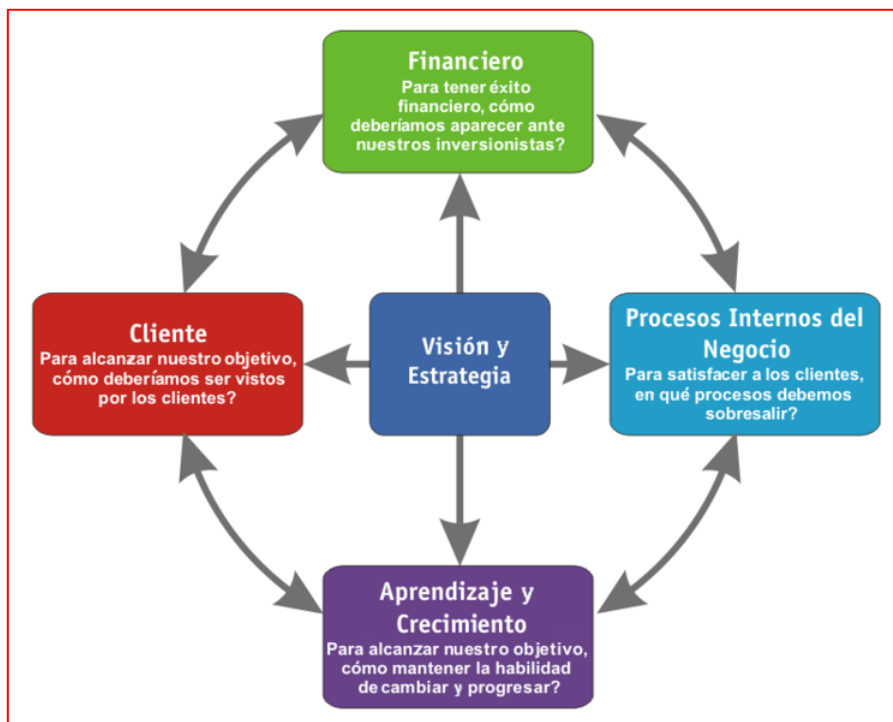 Financiero
Para tener éxito
financiero, cómo
deberíamos aparecer ante
nuestros inversionistas?
Cliente
Para alcanzar nuestro objetivo,
cómo deberíamos ser vistos
por los clientes?
Visión y
Estrategia
Procesos Internos del
Negocio
Para satisfacer a los clientes,
en qué procesos debemos
sobresalir?
Aprendizaje y
Crecimiento
Para alcanzar nuestro objetivo,
cómo mantener la habilidad
de cambiar y progresar?